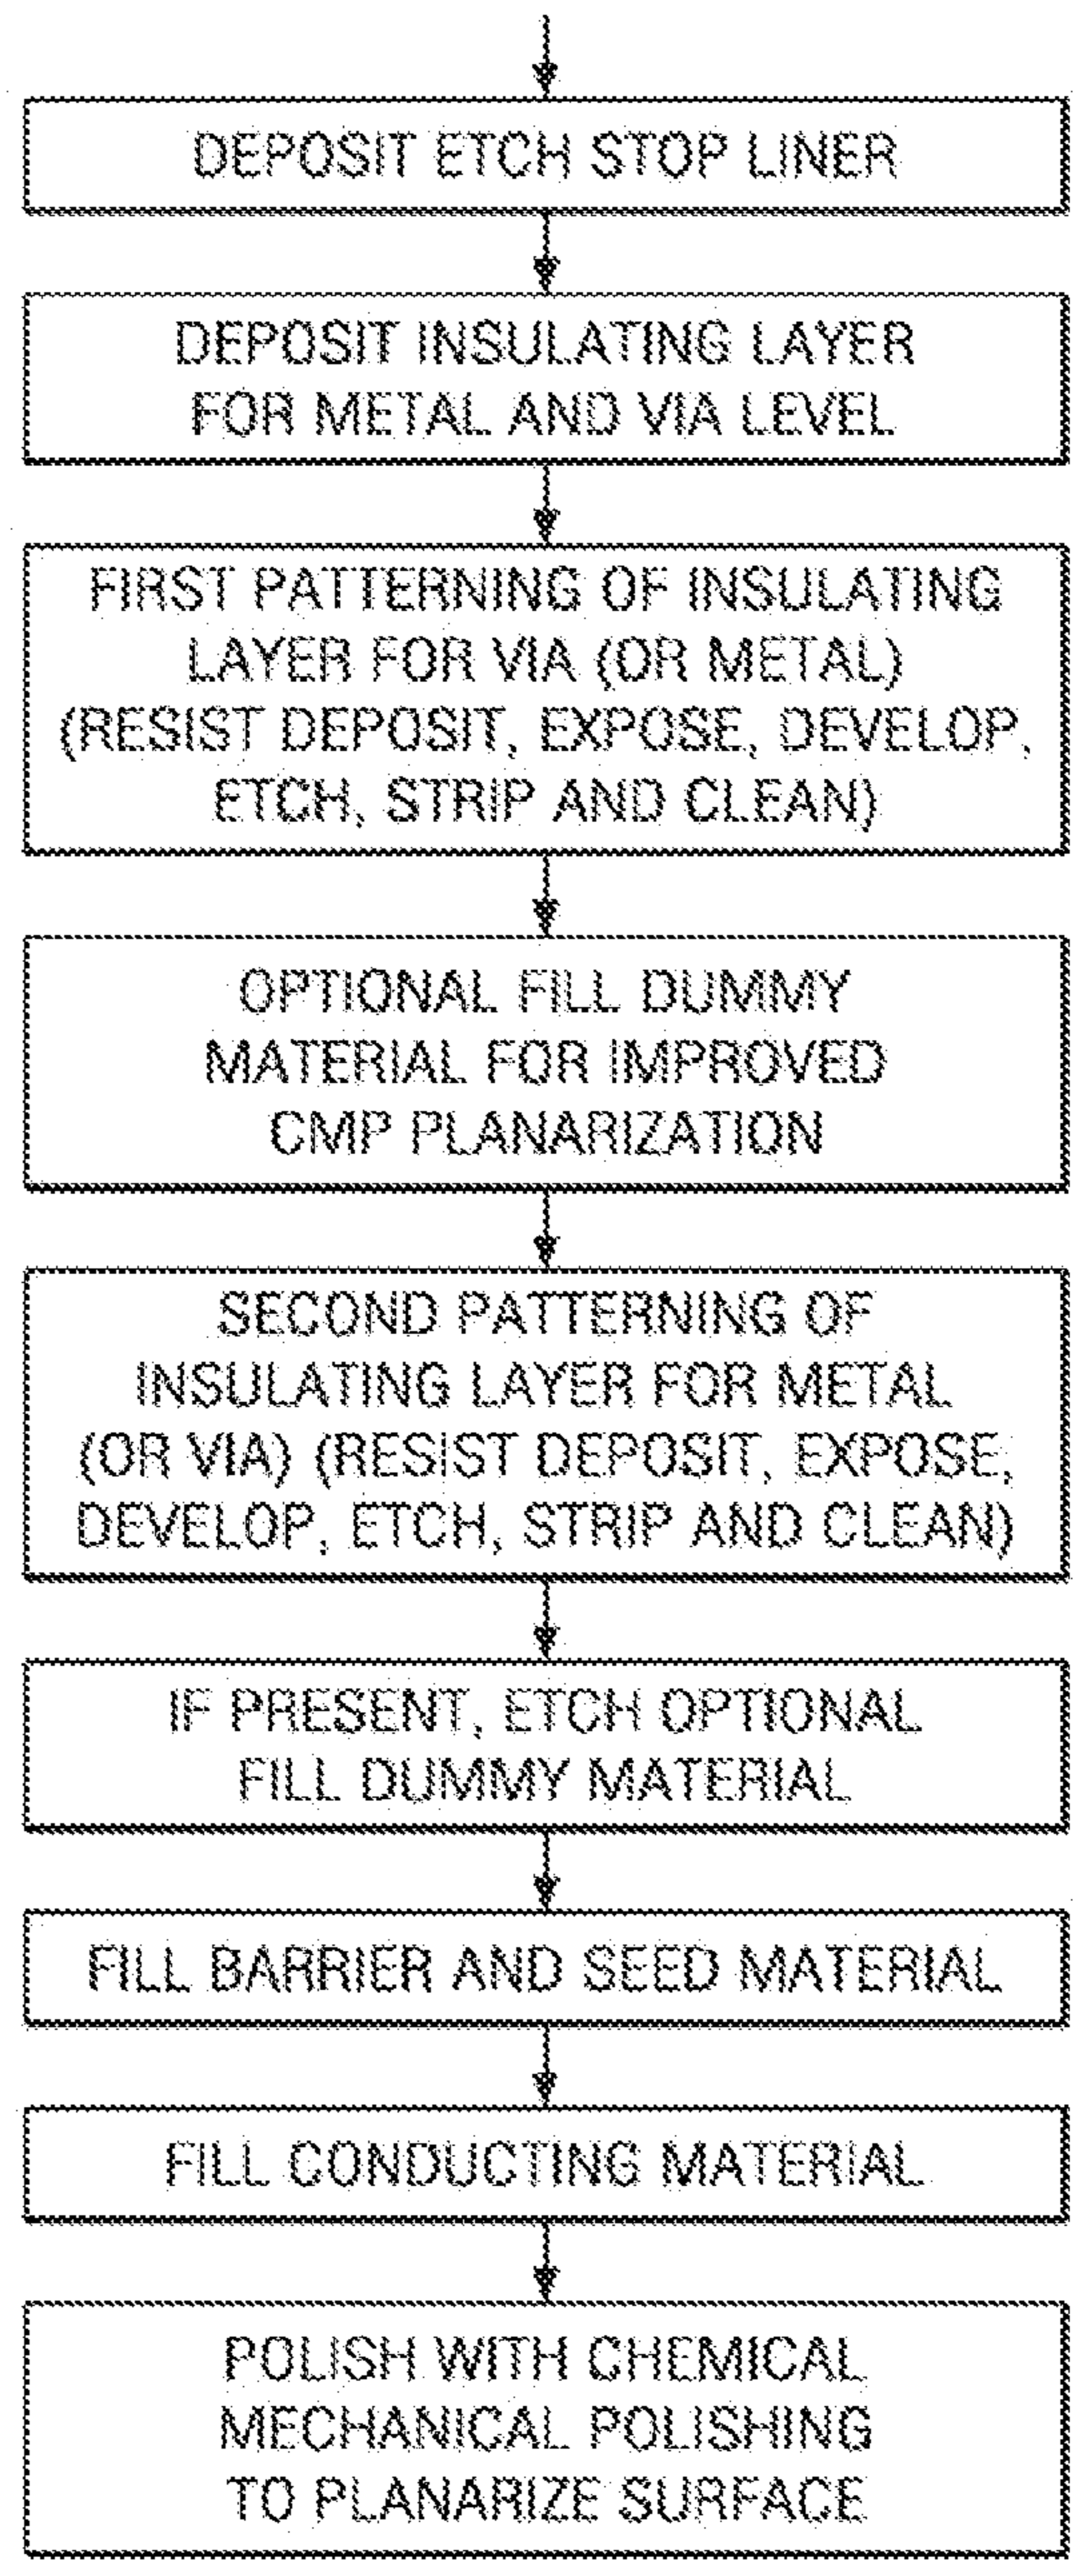 DEPOSIT ETCH STOP LINER
DEPOSIT INSULATING LAYER
FOR METAL AND VIA LEVEL
FIRST PATTERNING OF INSULATING
LAYER FOR VIA (OR METAL)
(RESIST DEPOSIT, EXPOSE, DEVELOP,
ETCH, STRIP AND CLEAN)
OPTIONAL FILL DUMMY
MATERIAL FOR IMPROVED
CMP PLANARIZATION
SECOND PATTERNING OF
INSULATING LAYER FOR METAL
(OR VIA) (RESIST DEPOSIT, EXPOSE,
DEVELOP, ETCH, STRIP AND CLEAN)
IF PRESENT, ETCH OPTIONAL
FILL DUMMY MATERIAL
FILL BARRIER AND SEED MATERIAL
FILL CONDUCTING MATERIAL
POLISH WITH CHEMICAL
MECHANICAL POLISHING
TO PLANARIZE SURFACE